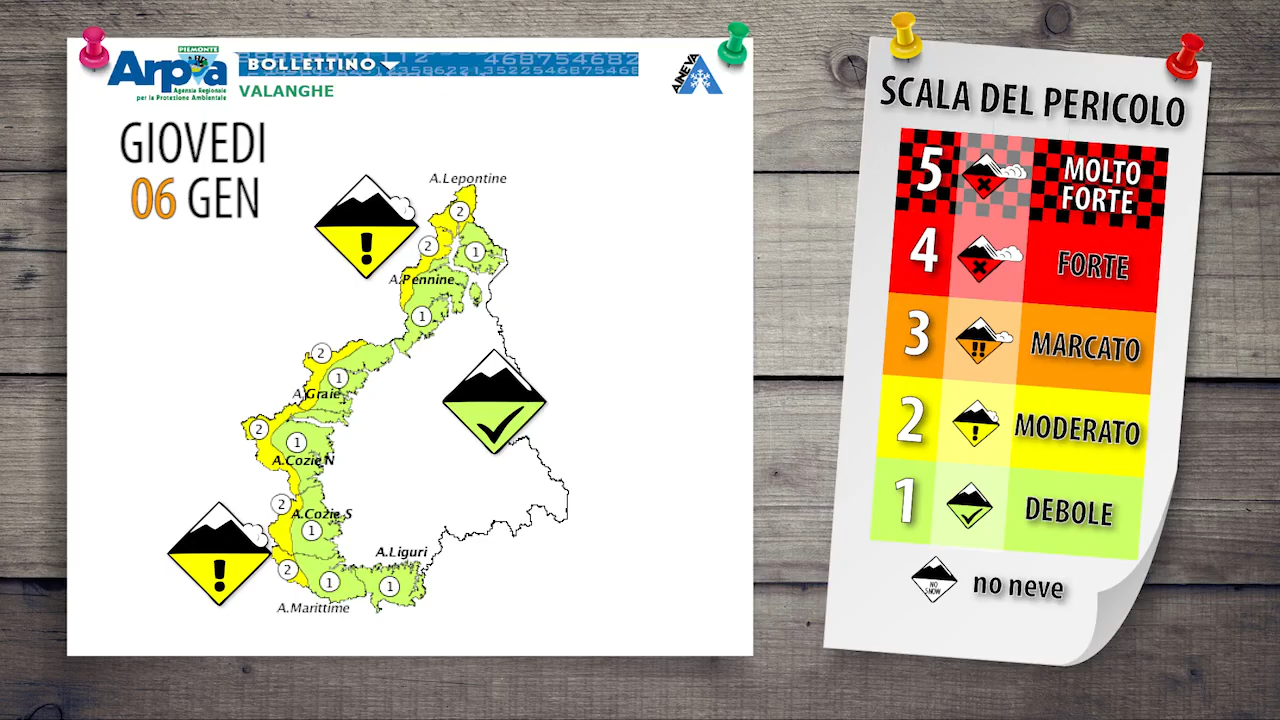 Arpa
PIEMONTE
Agenzia Regionale
per la Protezione Ambientale
BOLLETTINO
VALANGHE
AINEVA
GIOVEDI
06 GEN
A.Lepontine
2
2
1
A.Pennine
1
2
1
A.Graie
2
1
A.Cozie N
2
A.Cozie S
1
A.Liguri
2
1
1
A.Marittime
SCALA DEL PERICOLO
5 MOLTO
FORTE
4 FORTE
3 MARCATO
2 MODERATO
1 DEBOLE
NO
SNOW
no neve